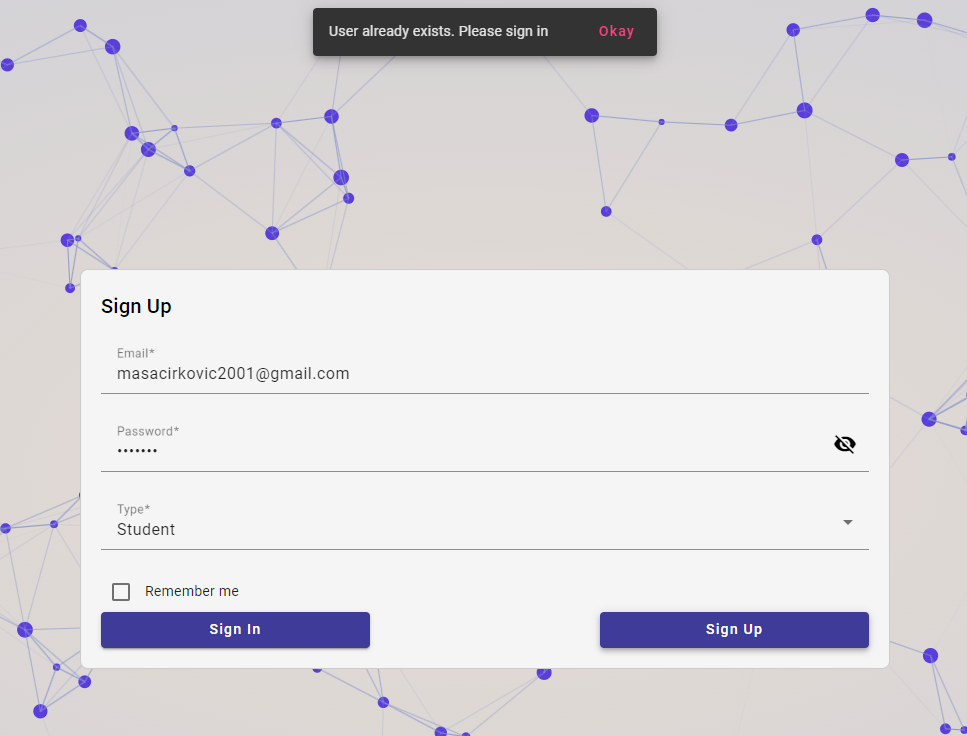 User already exists. Please sign in Okay
Sign Up
Email*
masacirkovic2001@gmail.com
Password*
•••••••
Type*
Student
Remember me
Sign In Sign Up